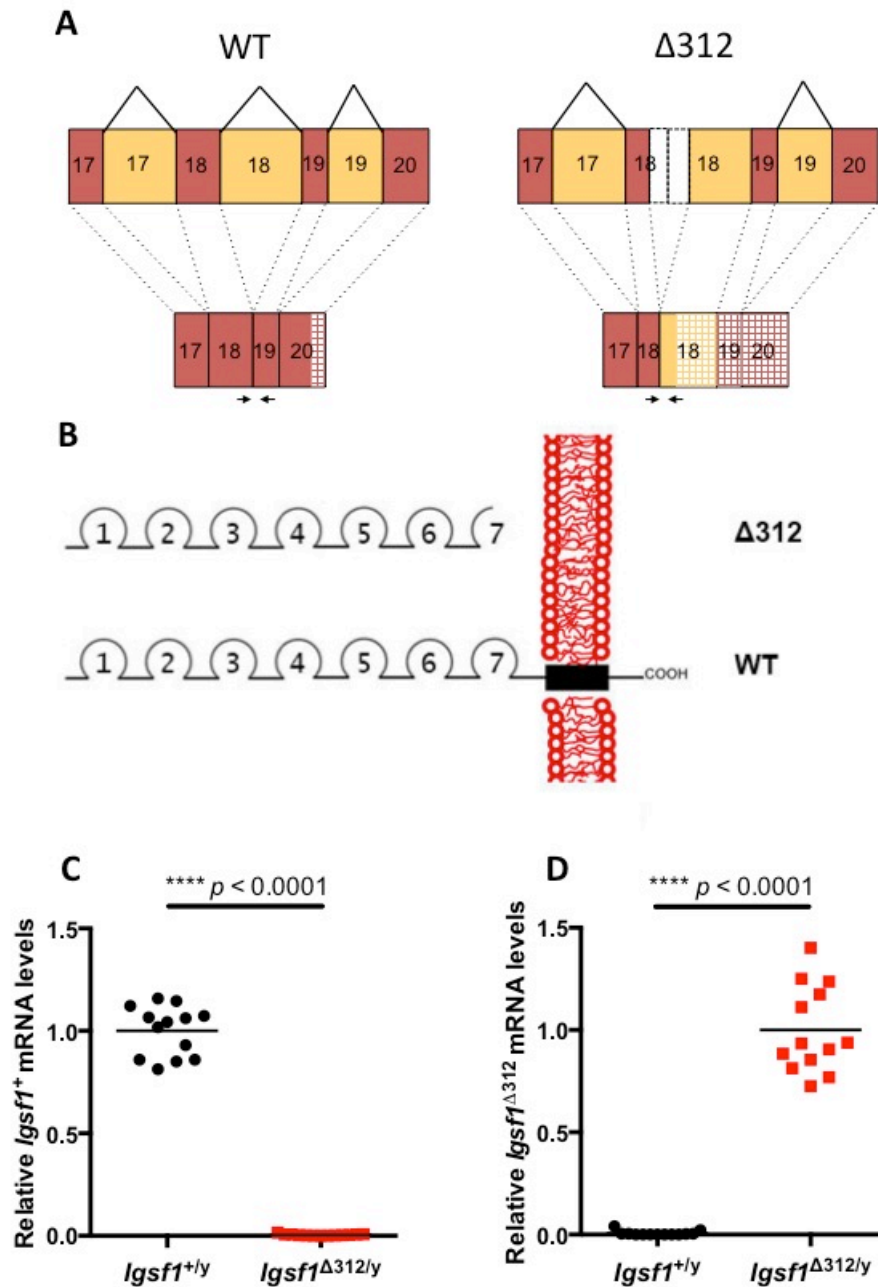 A
WT
Δ312
17 17 18 18 19 19 20
17 17 18 18 19 19 20
17 18 19 20
17 18 18 19 20
B
1 2 3 4 5 6 7
Δ312
1 2 3 4 5 6 7
COOH
WT
C
**** p < 0.0001
Relative Igsf1+ mRNA levels
1.5
1.0
0.5
0.0
Igsf1+/y
Igsf1Δ312/y
D
**** p < 0.0001
Relative Igsf1Δ312 mRNA levels
1.5
1.0
0.5
0.0
Igsf1+/y
Igsf1Δ312/y